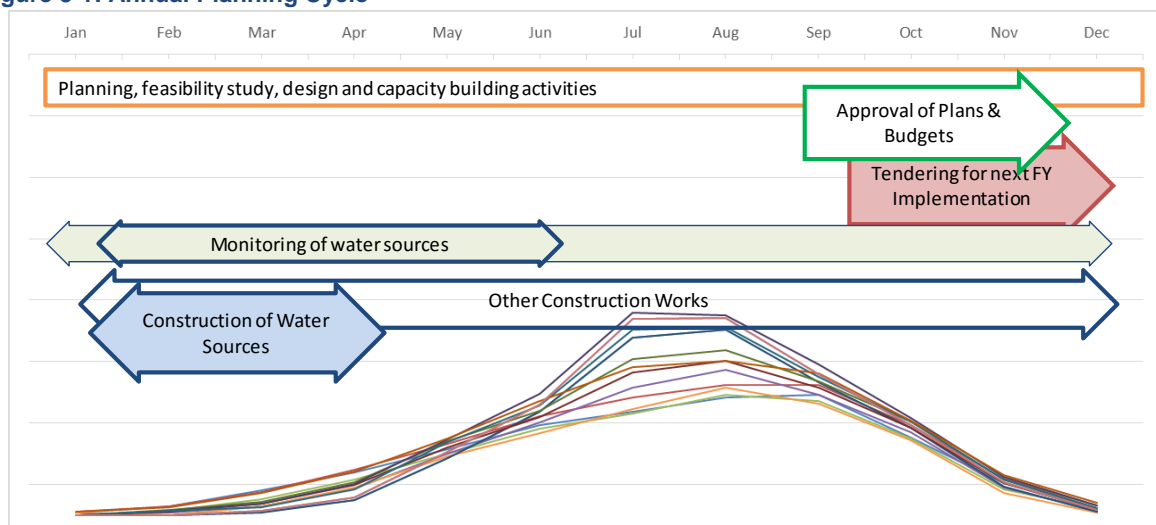 Jan Feb Mar Apr May Jun Jul Aug Sep Oct Nov Dec
Planning, feasibility study, design and capacity building activities
Approval of Plans &
Budgets
Tendering for next FY
Implementation
Monitoring of water sources
Other Construction Works
Construction of Water
Sources